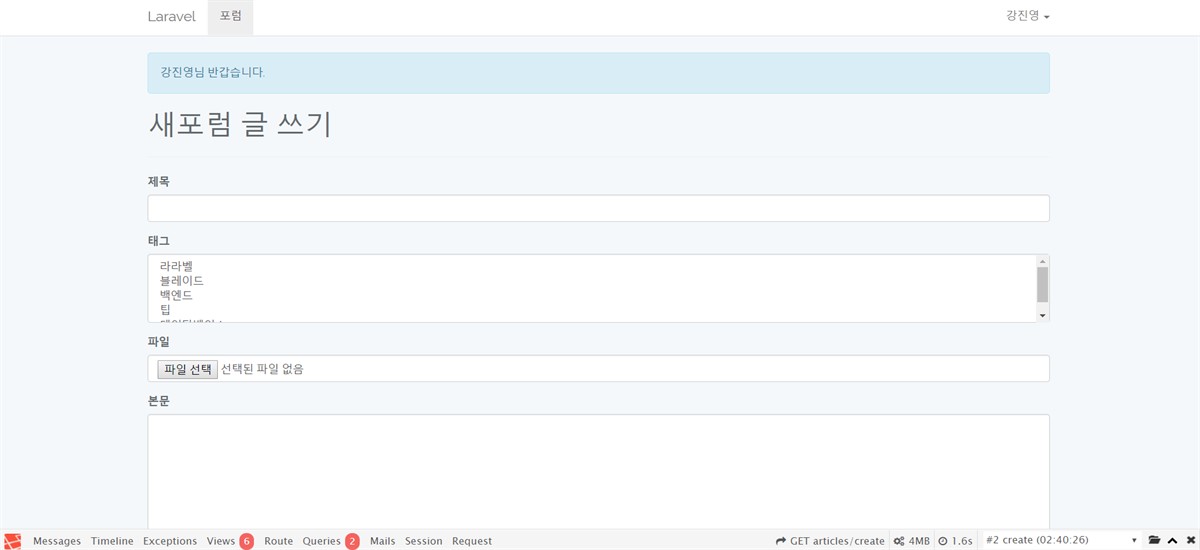 Laravel 포럼 강진영
강진영님 반갑습니다.
새포럼 글 쓰기
제목
태그
라라벨
블레이드
백엔드
팁
파일
파일 선택 선택된 파일 없음
본문
Messages Timeline Exceptions Views 6 Route Queries 2 Mails Session Request GET articles/create 4MB 1.6s #2 create (02:40:26)